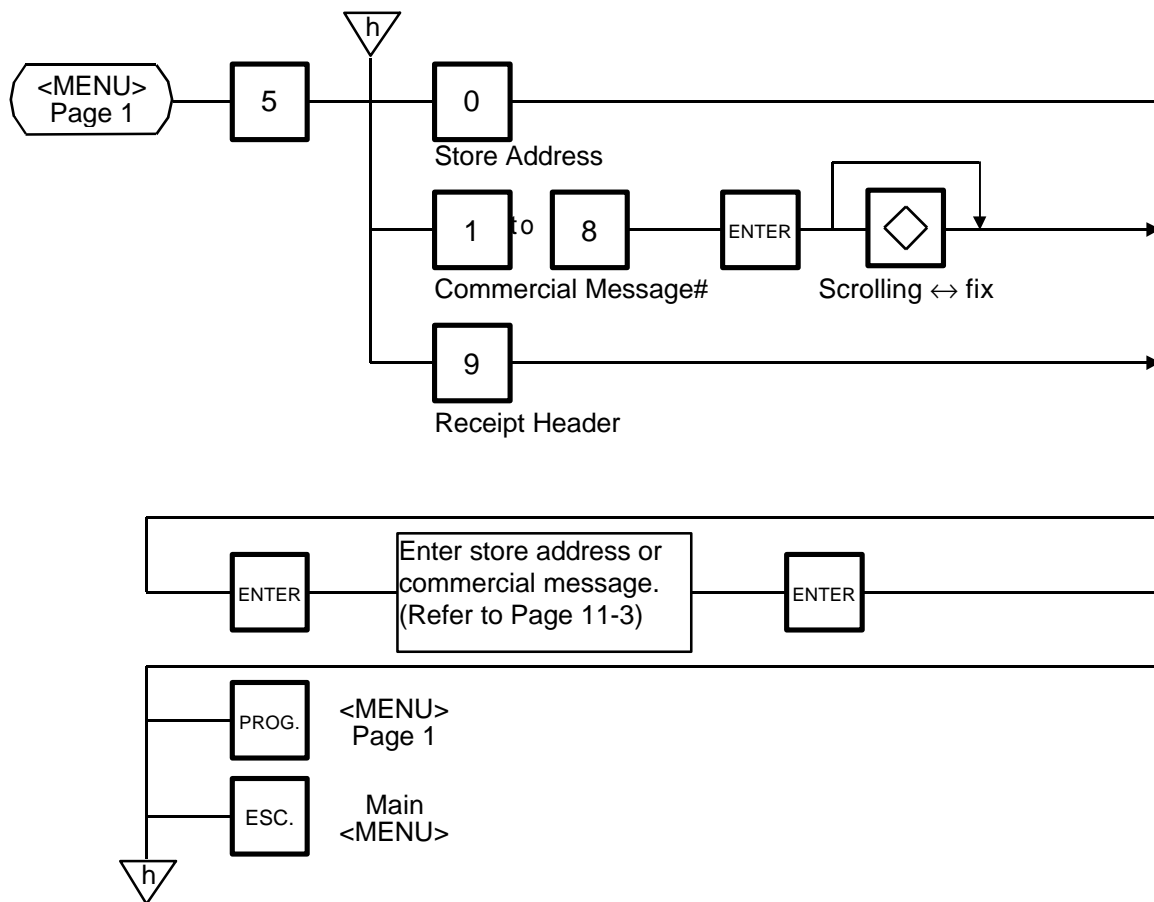 h
<MENU>
Page 1
5
0
Store Address
1 to 8 ENTER
Commercial Message#
Scrolling ↔ fix
9
Receipt Header
ENTER
Enter store address or
commercial message.
(Refer to Page 11-3)
ENTER
PROG.
<MENU>
Page 1
ESC.
Main
<MENU>
h